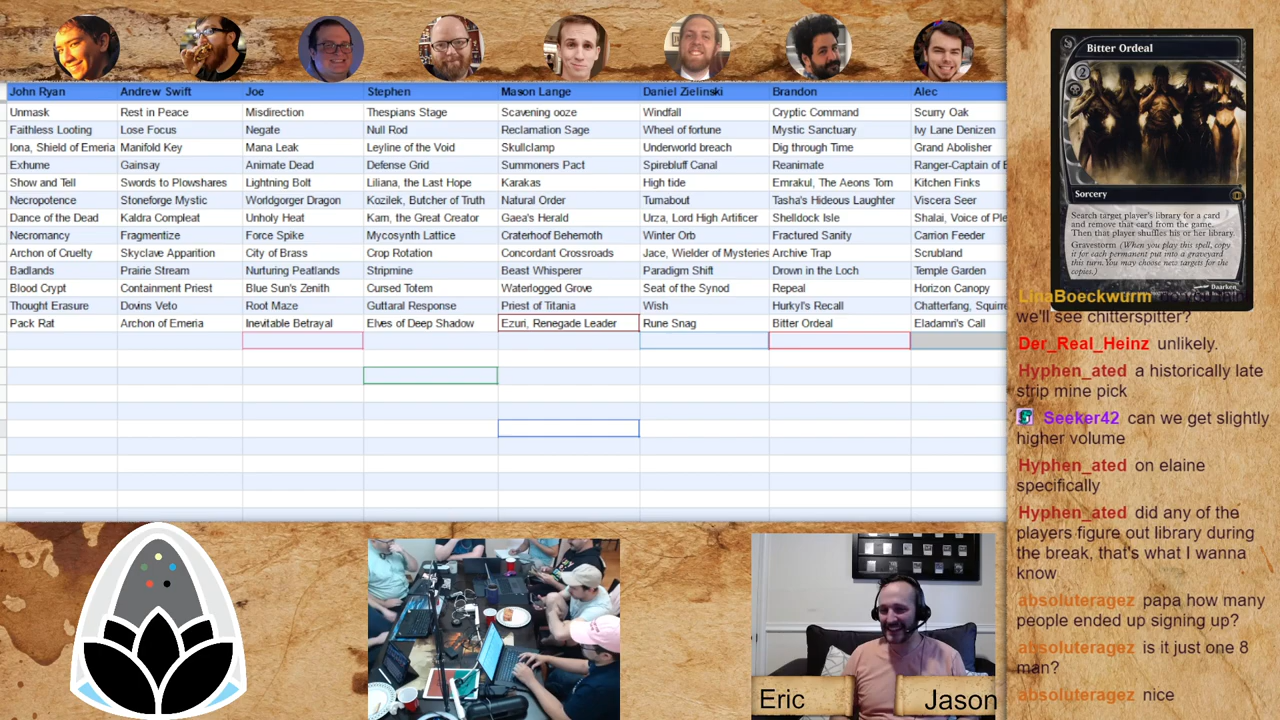 John Ryan Andrew Swift Joe Stephen Mason Lange Daniel Zielinski Brandon Alec
Unmask Rest in Peace Misdirection Thespians Stage Scavening ooze Windfall Cryptic Command Scurry Oak
Faithless Looting Lose Focus Negate Null Rod Reclamation Sage Wheel of fortune Mystic Sanctuary Ivy Lane Denizen
Iona, Shield of Emeria Manifold Key Mana Leak Leyline of the Void Skullclamp Underworld breach Dig through Time Grand Abolisher
Exhume Gainsay Animate Dead Defense Grid Summoners Pact Spirebluff Canal Reanimate Ranger-Captain of E
Show and Tell Swords to Plowshares Lightning Bolt Liliana, the Last Hope Karakas High tide Emrakul, The Aeons Torn Kitchen Finks
Necropotence Stoneforge Mystic Worldgorger Dragon Kozilek, Butcher of Truth Natural Order Turnabout Tasha's Hideous Laughter Viscera Seer
Dance of the Dead Kaldra Compleat Unholy Heat Karn, the Great Creator Gaea's Herald Urza, Lord High Artificer Shelldock Isle Shalai, Voice of Ple
Necromancy Fragmentize Force Spike Mycosynth Lattice Craterhoof Behemoth Winter Orb Fractured Sanity Carrion Feeder
Archon of Cruelty Skyclave Apparition City of Brass Crop Rotation Concordant Crossroads Jace, Wielder of Mysteries Archive Trap Scrubland
Badlands Prairie Stream Nurturing Peatlands Stripmine Beast Whisperer Paradigm Shift Drown in the Loch Temple Garden
Blood Crypt Containment Priest Blue Sun's Zenith Cursed Totem Waterlogged Grove Seat of the Synod Repeal Horizon Canopy
Thought Erasure Dovins Veto Root Maze Guttural Response Priest of Titania Wish Hurkyl's Recall Chatterfang, Squirre
Pack Rat Archon of Emeria Inevitable Betrayal Elves of Deep Shadow Ezuri, Renegade Leader Rune Snag Bitter Ordeal Eladamri's Call
Bitter Ordeal
2
Sorcery
Search target player's library for a card
and remove that card from the game.
Then that player shuffles his or her library.
Gravestorm (When you play this spell, copy
it for each permanent put into a graveyard
this turn. You may choose new targets for the
copies.)
Daarken
LinaBoeckwurm
we'll see chitterspitter?
Der_Real_Heinz unlikely.
Hyphen_ated a historically late
strip mine pick
Seeker42 can we get slightly
higher volume
Hyphen_ated on elaine
specifically
Hyphen_ated did any of the
players figure out library during
the break, that's what I wanna
know
absoluteragez papa how many
people ended up signing up?
absoluteragez is it just one 8
man?
absoluteragez nice
Eric
Jason